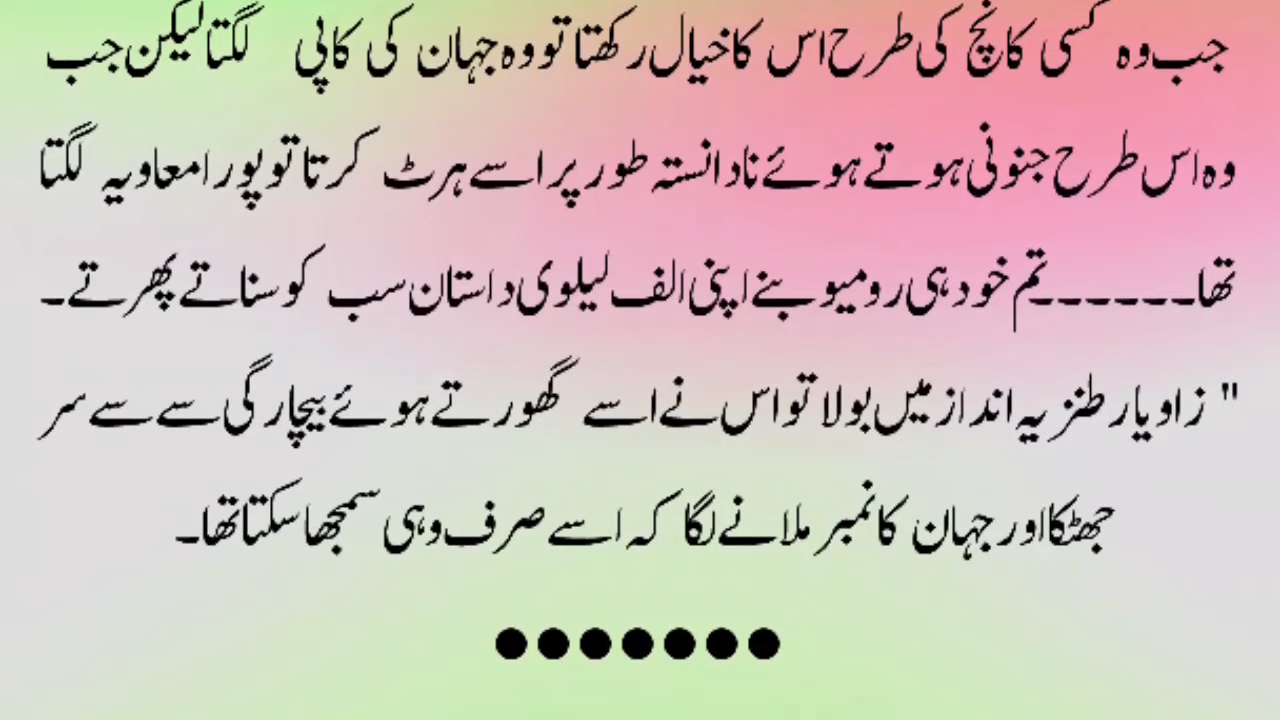 جب وہ کسی کانچ کی طرح اس کا خیال رکھتا تو وہ جہان کی کاپی لگتا لیکن جب
وہ اس طرح جنونی ہوتے ہوئے نادانستہ طور پر اسے ہرٹ کرتا تو پورا معاویہ لگتا
تھا۔۔۔۔۔۔تم خود ہی رومیو بنے اپنی الف لیلوی داستان سب کو سناتے پھرتے۔
" زاویار طنزیہ انداز میں بولا تو اس نے اسے گھورتے ہوئے بیچارگی سے سے سر
جھٹکا اور جہان کا نمبر ملانے لگا کہ اسے صرف وہی سمجھا سکتا تھا۔
●●●●●●●